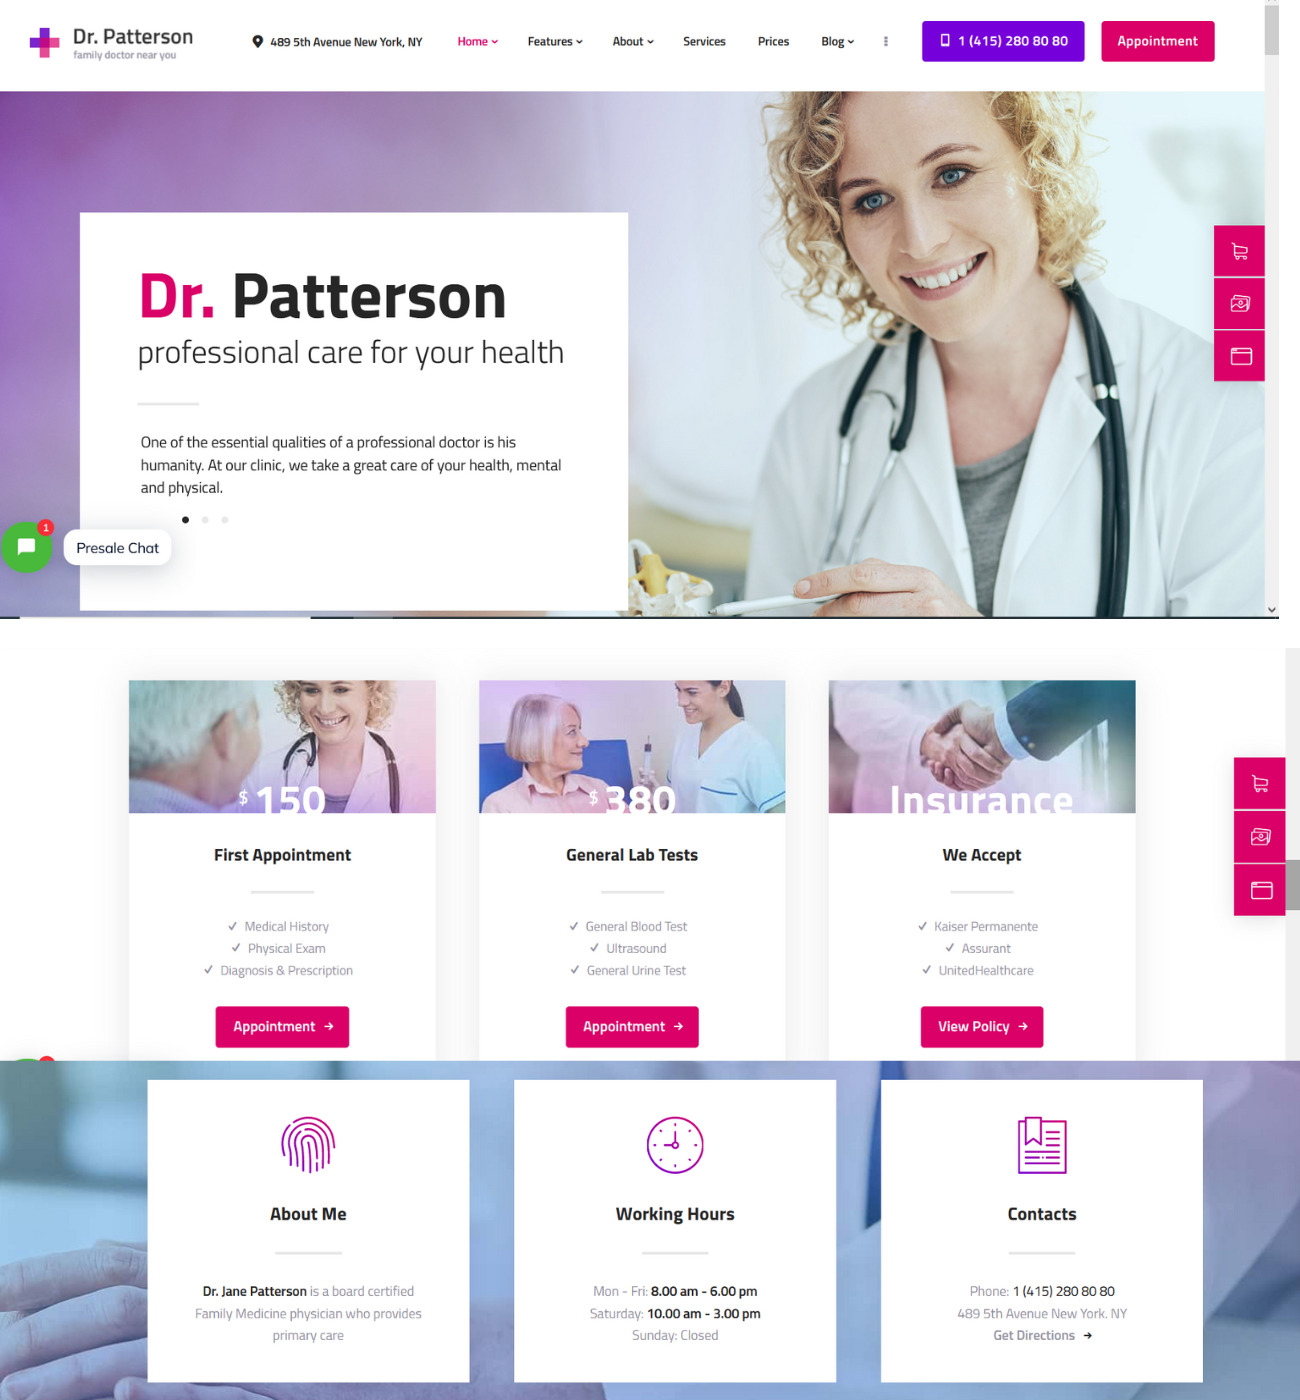 Dr. Patterson
family doctor near you
489 5th Avenue New York, NY
Home
Features
About
Services
Prices
Blog
1 (415) 280 80 80
Appointment
Dr. Patterson
professional care for your health
One of the essential qualities of a professional doctor is his
humanity. At our clinic, we take a great care of your health, mental
and physical.
1
Presale Chat
$ 150
First Appointment
Medical History
Physical Exam
Diagnosis & Prescription
Appointment
$ 380
General Lab Tests
General Blood Test
Ultrasound
General Urine Test
Appointment
Insurance
We Accept
Kaiser Permanente
Assurant
UnitedHealthcare
View Policy
About Me
Dr. Jane Patterson is a board certified
Family Medicine physician who provides
primary care
Working Hours
Mon - Fri: 8.00 am - 6.00 pm
Saturday: 10.00 am - 3.00 pm
Sunday: Closed
Contacts
Phone: 1 (415) 280 80 80
489 5th Avenue New York. NY
Get Directions